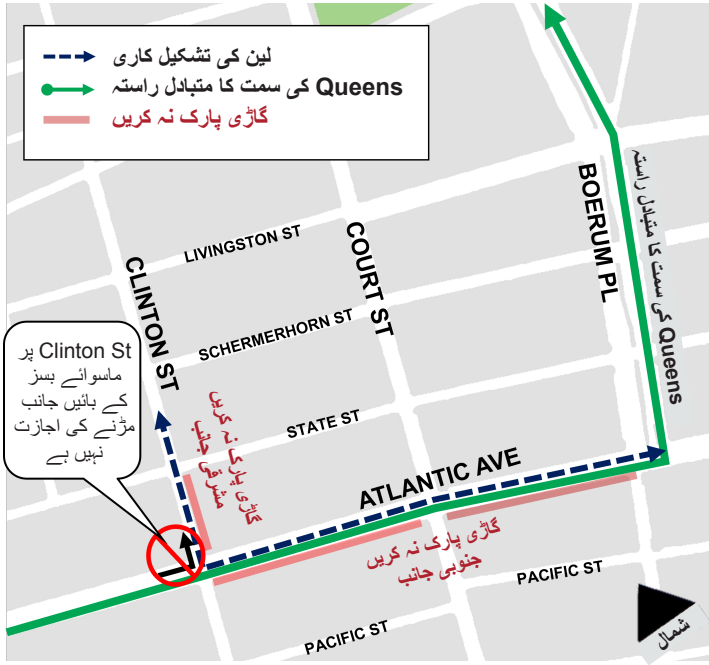 لین کی تشکیل کاری
Queens کی سمت کا متبادل راستہ
گاڑی پارک نہ کریں
LIVINGSTON ST
CLINTON ST
COURT ST
BOERUM PL
Queens کی سمت کا متبادل راستہ
SCHERMERHORN ST
Clinton St پر
ماسوائے بسز
کے بائیں جانب
مڑنے کی اجازت
نہیں ہے
گاڑی پارک نہ کریں
مشرقی جانب
STATE ST
ATLANTIC AVE
گاڑی پارک نہ کریں
جنوبی جانب
PACIFIC ST
PACIFIC ST
شمال